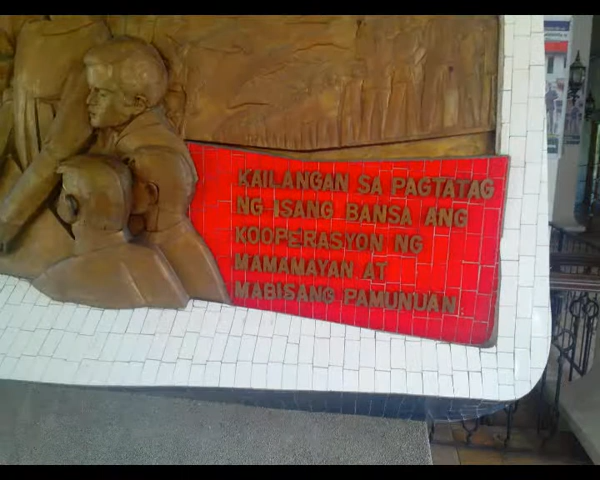 KAILANGAN SA PAGTATAG
NG ISANG BANSA ANG
KOOPERASYON NG
MAMAMAYAN AT
MABISANG PAMUNUAN